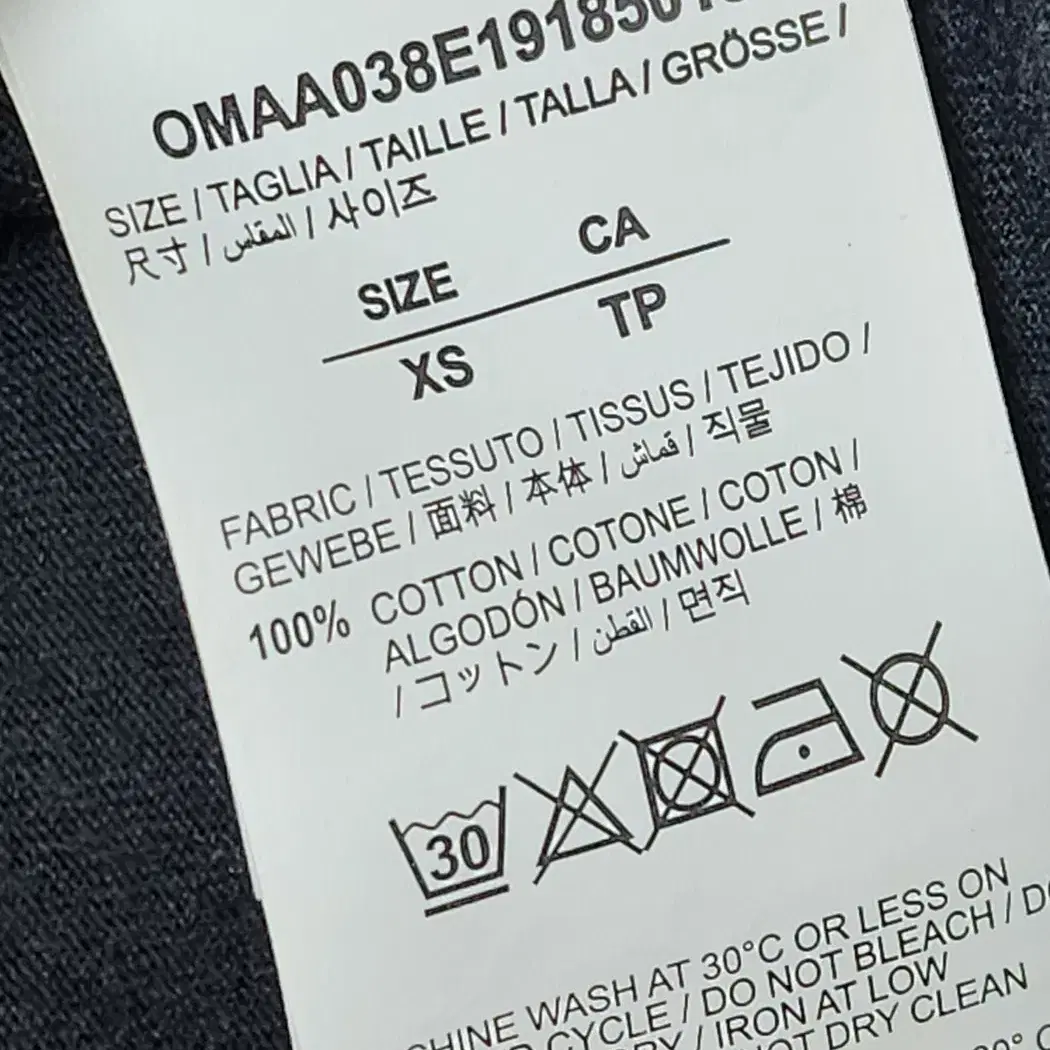 OMAA038E1918501
SIZE / TAGLIA / TAILLE / TALLA / GRÖSSE /
尺寸 / المقاس / 사이즈
SIZE CA
XS TP
FABRIC / TESSUTO / TISSUS / TEJIDO /
GEWEBE / 面料 / 本体 / قماش / 직물
100% COTTON / COTONE / COTON /
ALGODÓN / BAUMWOLLE / 棉
/ コットン / القطن / 면직
30
WASH AT 30°C OR LESS ON
CYCLE / DO NOT BLEACH /
/ IRON AT LOW
DRY CLEAN